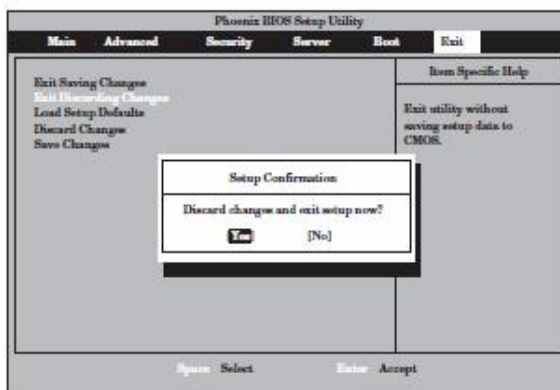 Phoenix BIOS Setup Utility
Main Advanced Security Server Boot Exit
Exit Saving Changes
Exit Discarding Changes
Load Setup Defaults
Discard Changes
Save Changes
Item Specific Help
Exit utility without
saving setup data to
CMOS.
Setup Confirmation
Discard changes and exit setup now?
[Yes] [No]
Space Select Enter Accept